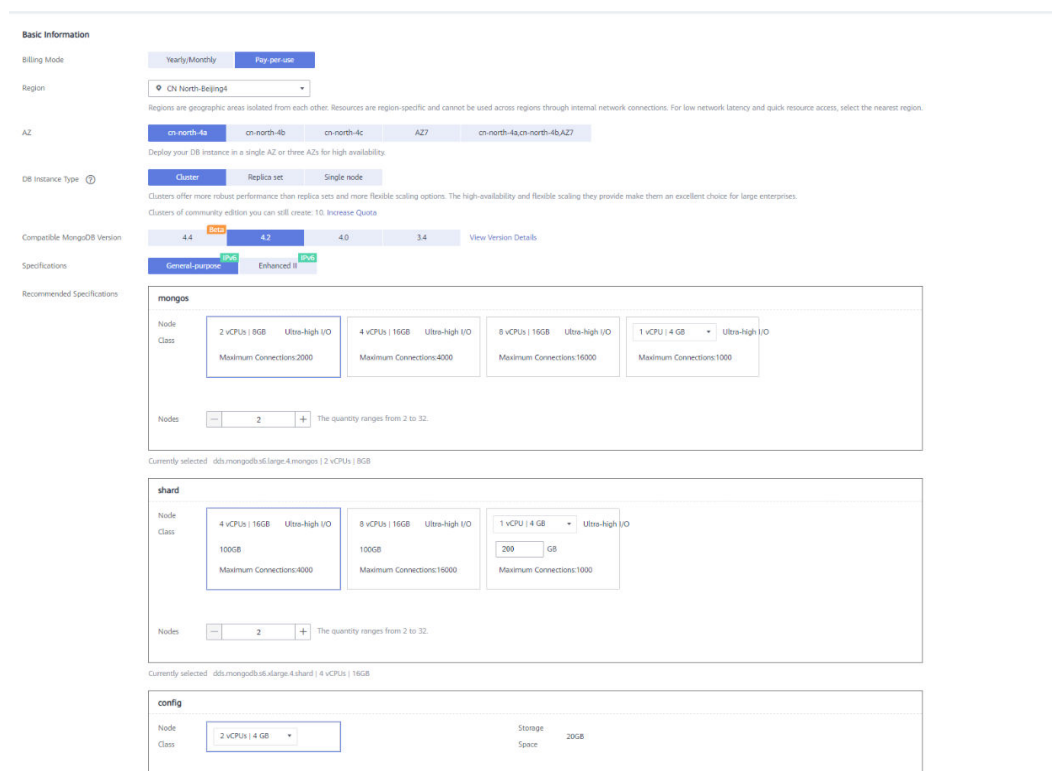 Basic Information
Billing Mode Yearly/Monthly Pay-per-use
Region CN North-Beijing4
Regions are geographic areas isolated from each other. Resources are region-specific and cannot be used across regions through internal network connections. For low network latency and quick resource access, select the nearest region.
AZ cn-north-4a cn-north-4b cn-north-4c AZ7 cn-north-4a,cn-north-4b,AZ7
Deploy your DB instance in a single AZ or three AZs for high availability.
DB Instance Type ? Cluster Replica set Single node
Clusters offer more robust performance than replica sets and more flexible scaling options. The high-availability and flexible scaling they provide make them an excellent choice for large enterprises.
Clusters of community edition you can still create: 10. Increase Quota
Compatible MongoDB Version 4.4 Beta 4.2 4.0 3.4 View Version Details
Specifications General-purpose IPv6 Enhanced II IPv6
Recommended Specifications
mongos
Node Class
2 vCPUs | 8GB Ultra-high I/O
Maximum Connections:2000
4 vCPUs | 16GB Ultra-high I/O
Maximum Connections:4000
8 vCPUs | 16GB Ultra-high I/O
Maximum Connections:16000
1 vCPU | 4 GB Ultra-high I/O
Maximum Connections:1000
Nodes — 2 + The quantity ranges from 2 to 32.
Currently selected dds.mongodb.s6.large.4.mongos | 2 vCPUs | 8GB
shard
Node Class
4 vCPUs | 16GB Ultra-high I/O
100GB
Maximum Connections:4000
8 vCPUs | 16GB Ultra-high I/O
100GB
Maximum Connections:16000
1 vCPU | 4 GB Ultra-high I/O
200 GB
Maximum Connections:1000
Nodes — 2 + The quantity ranges from 2 to 32.
Currently selected dds.mongodb.s6.xlarge.4.shard | 4 vCPUs | 16GB
config
Node Class
2 vCPUs | 4 GB
Storage Space
20GB